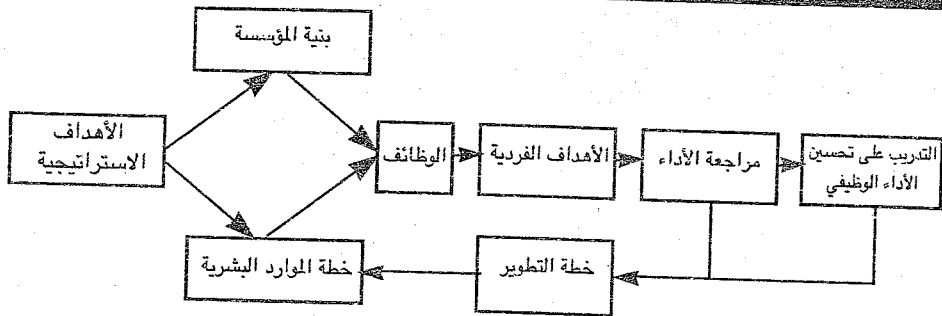 بنية المؤسسة
الأهداف
الاستراتيجية
الوظائف
الأهداف الفردية
مراجعة الأداء
التدريب على تحسين
الأداء الوظيفي
خطة الموارد البشرية
خطة التطوير